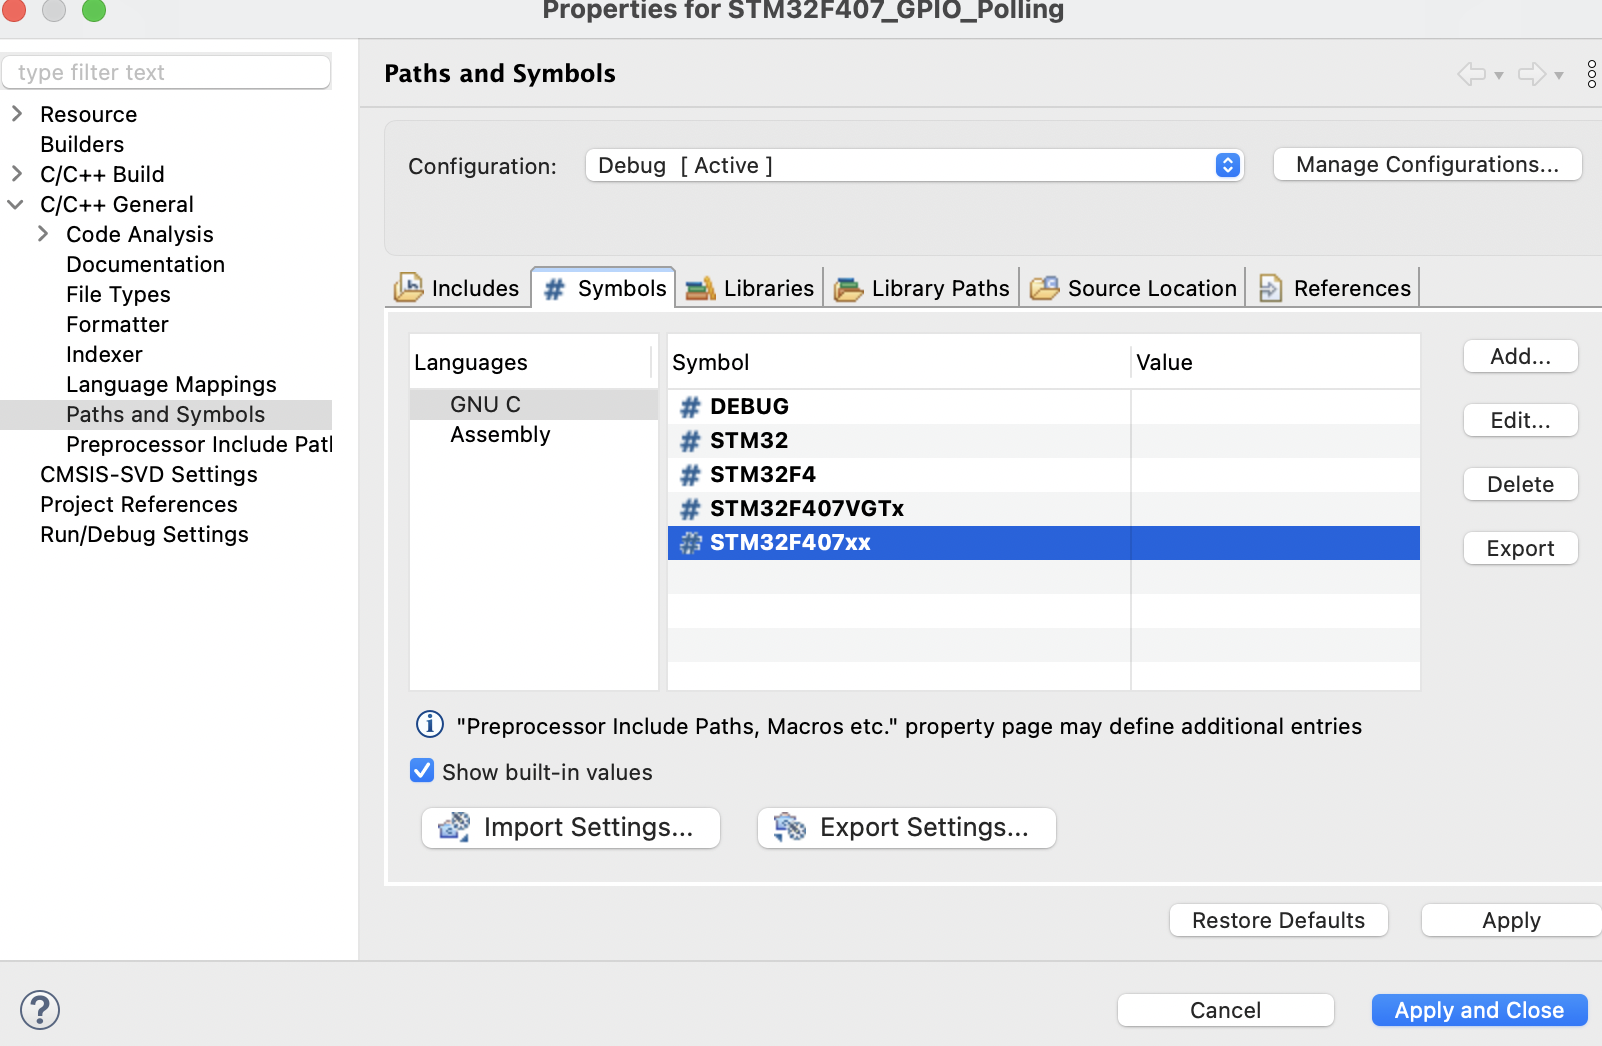 Properties for STM32F407_GPIO_Polling
type filter text
Resource
Builders
C/C++ Build
C/C++ General
Code Analysis
Documentation
File Types
Formatter
Indexer
Language Mappings
Paths and Symbols
Preprocessor Include Patl
CMSIS-SVD Settings
Project References
Run/Debug Settings
Paths and Symbols
Configuration: Debug [ Active ] Manage Configurations...
Includes # Symbols Libraries Library Paths Source Location References
Languages
GNU C
Assembly
Symbol Value
# DEBUG
# STM32
# STM32F4
# STM32F407VGTx
# STM32F407xx
Add...
Edit...
Delete
Export
"Preprocessor Include Paths, Macros etc." property page may define additional entries
Show built-in values
Import Settings... Export Settings...
Restore Defaults Apply
? Cancel Apply and Close